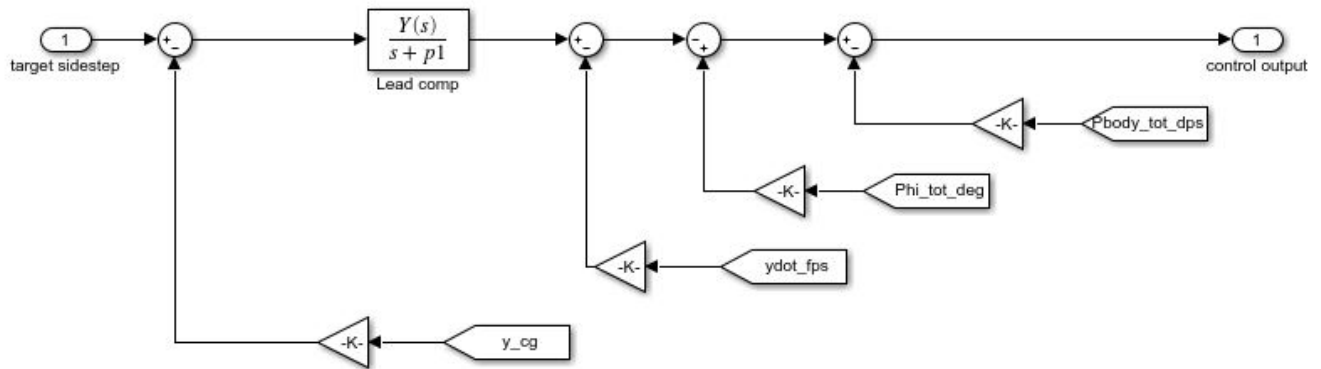 1
target sidestep
+
-
Y(s)
s + p1
Lead comp
+
-
-
+
+
-
1
control output
-K-
Pbody_tot_dps
-K-
Phi_tot_deg
-K-
ydot_fps
-K-
y_cg